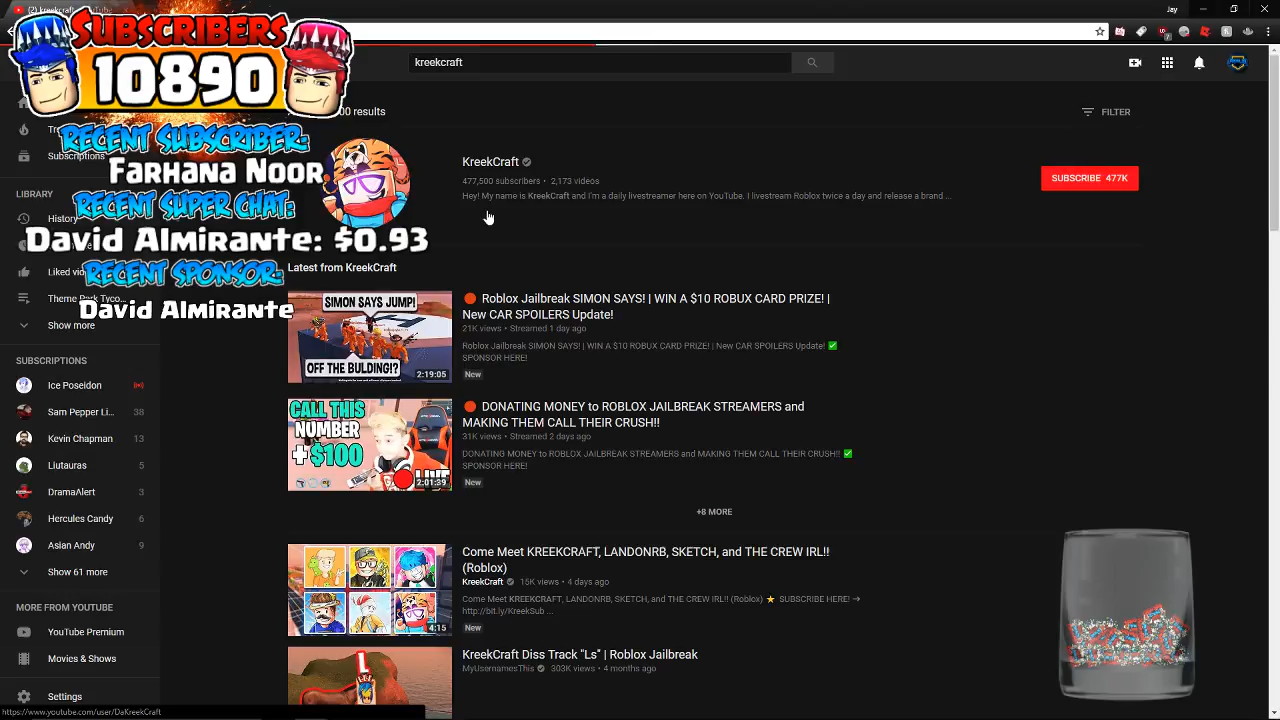 (2) kreekcraft
Jay
SUBSCRIBERS
10890
kreekcraft
00 results
FILTER
RECENT SUBSCRIBER:
Farhana Noor
RECENT SUPER CHAT:
David Almirante: $0.93
RECENT SPONSOR:
David Almirante
Subscriptions
LIBRARY
History
Liked
Theme Park Tyco...
Show more
SUBSCRIPTIONS
Ice Poseidon
Sam Pepper Li... 38
Kevin Chapman 13
Liutauras 5
DramaAlert 3
Hercules Candy 6
Asian Andy 9
Show 61 more
MORE FROM YOUTUBE
YouTube Premium
Movies & Shows
Settings
https://www.youtube.com/user/DaKreekCraft
KreekCraft
477,500 subscribers • 2,173 videos
Hey! My name is KreekCraft and I'm a daily livestreamer here on YouTube. I livestream Roblox twice a day and release a brand ...
SUBSCRIBE 477K
Latest from KreekCraft
SIMON SAYS JUMP!
OFF THE BULDING!?
2:19:05
Roblox Jailbreak SIMON SAYS! | WIN A $10 ROBUX CARD PRIZE! |
New CAR SPOILERS Update!
21K views • Streamed 1 day ago
Roblox Jailbreak SIMON SAYS! | WIN A $10 ROBUX CARD PRIZE! | New CAR SPOILERS Update! ✅
SPONSOR HERE!
New
CALL THIS
NUMBER
+$100
LIVE
2:01:39
DONATING MONEY to ROBLOX JAILBREAK STREAMERS and
MAKING THEM CALL THEIR CRUSH!!
31K views • Streamed 2 days ago
DONATING MONEY to ROBLOX JAILBREAK STREAMERS and MAKING THEM CALL THEIR CRUSH!! ✅
SPONSOR HERE!
New
+8 MORE
4:15
Come Meet KREEKCRAFT, LANDONRB, SKETCH, and THE CREW IRL!!
(Roblox)
KreekCraft 15K views • 4 days ago
Come Meet KREEKCRAFT, LANDONRB, SKETCH, and THE CREW IRL!! (Roblox) ★ SUBSCRIBE HERE! →
http://bit.ly/KreekSub ...
New
L
KreekCraft Diss Track "Ls" | Roblox Jailbreak
MyUsernamesThis 303K views • 4 months ago